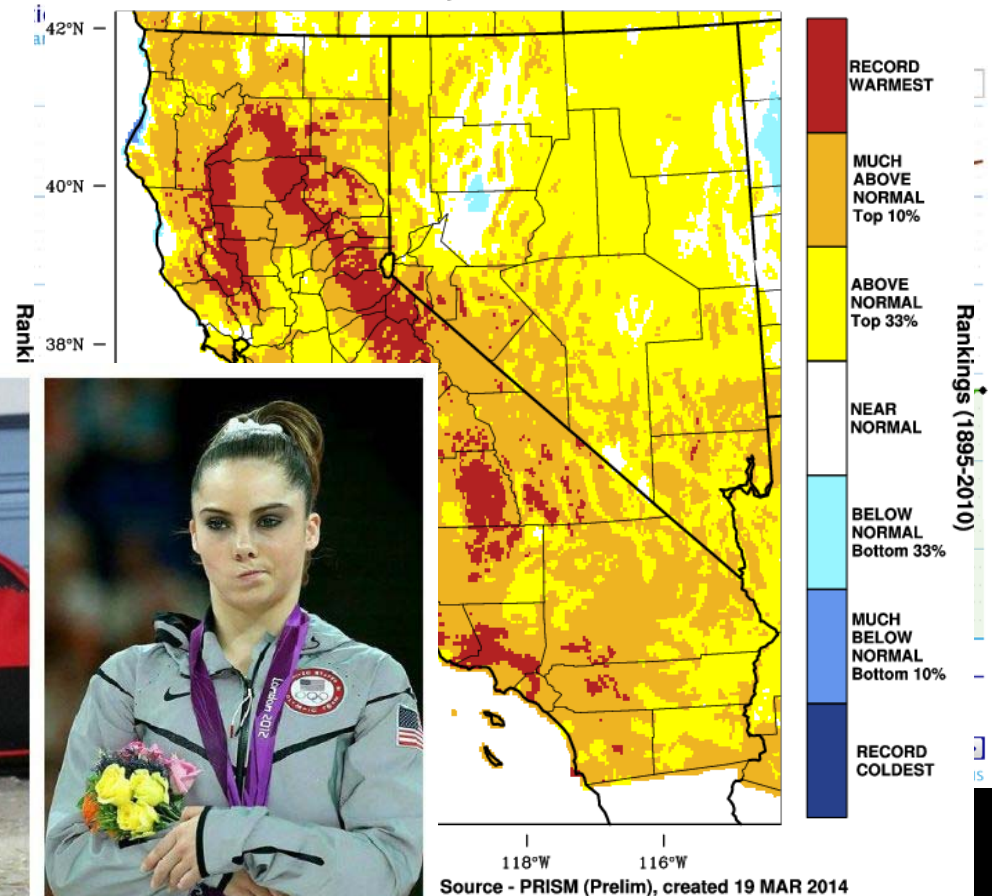 42°N
40°N
38°N
Ranki
RECORD
WARMEST
MUCH
ABOVE
NORMAL
Top 10%
ABOVE
NORMAL
Top 33%
NEAR
NORMAL
BELOW
NORMAL
Bottom 33%
MUCH
BELOW
NORMAL
Bottom 10%
RECORD
COLDEST
Rankings (1895-2010)
London 2012
118°W
116°W
Source - PRISM (Prelim), created 19 MAR 2014